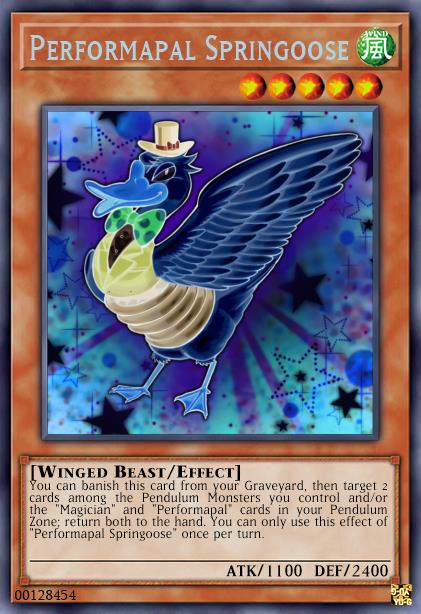 PERFORMAPAL SPRINGOOSE
WIND
風
[WINGED BEAST/EFFECT]
You can banish this card from your Graveyard, then target 2
cards among the Pendulum Monsters you control and/or
the "Magician" and "Performapal" cards in your Pendulum
Zone; return both to the hand. You can only use this effect of
"Performapal Springoose" once per turn.
ATK/1100 DEF/2400
00128454